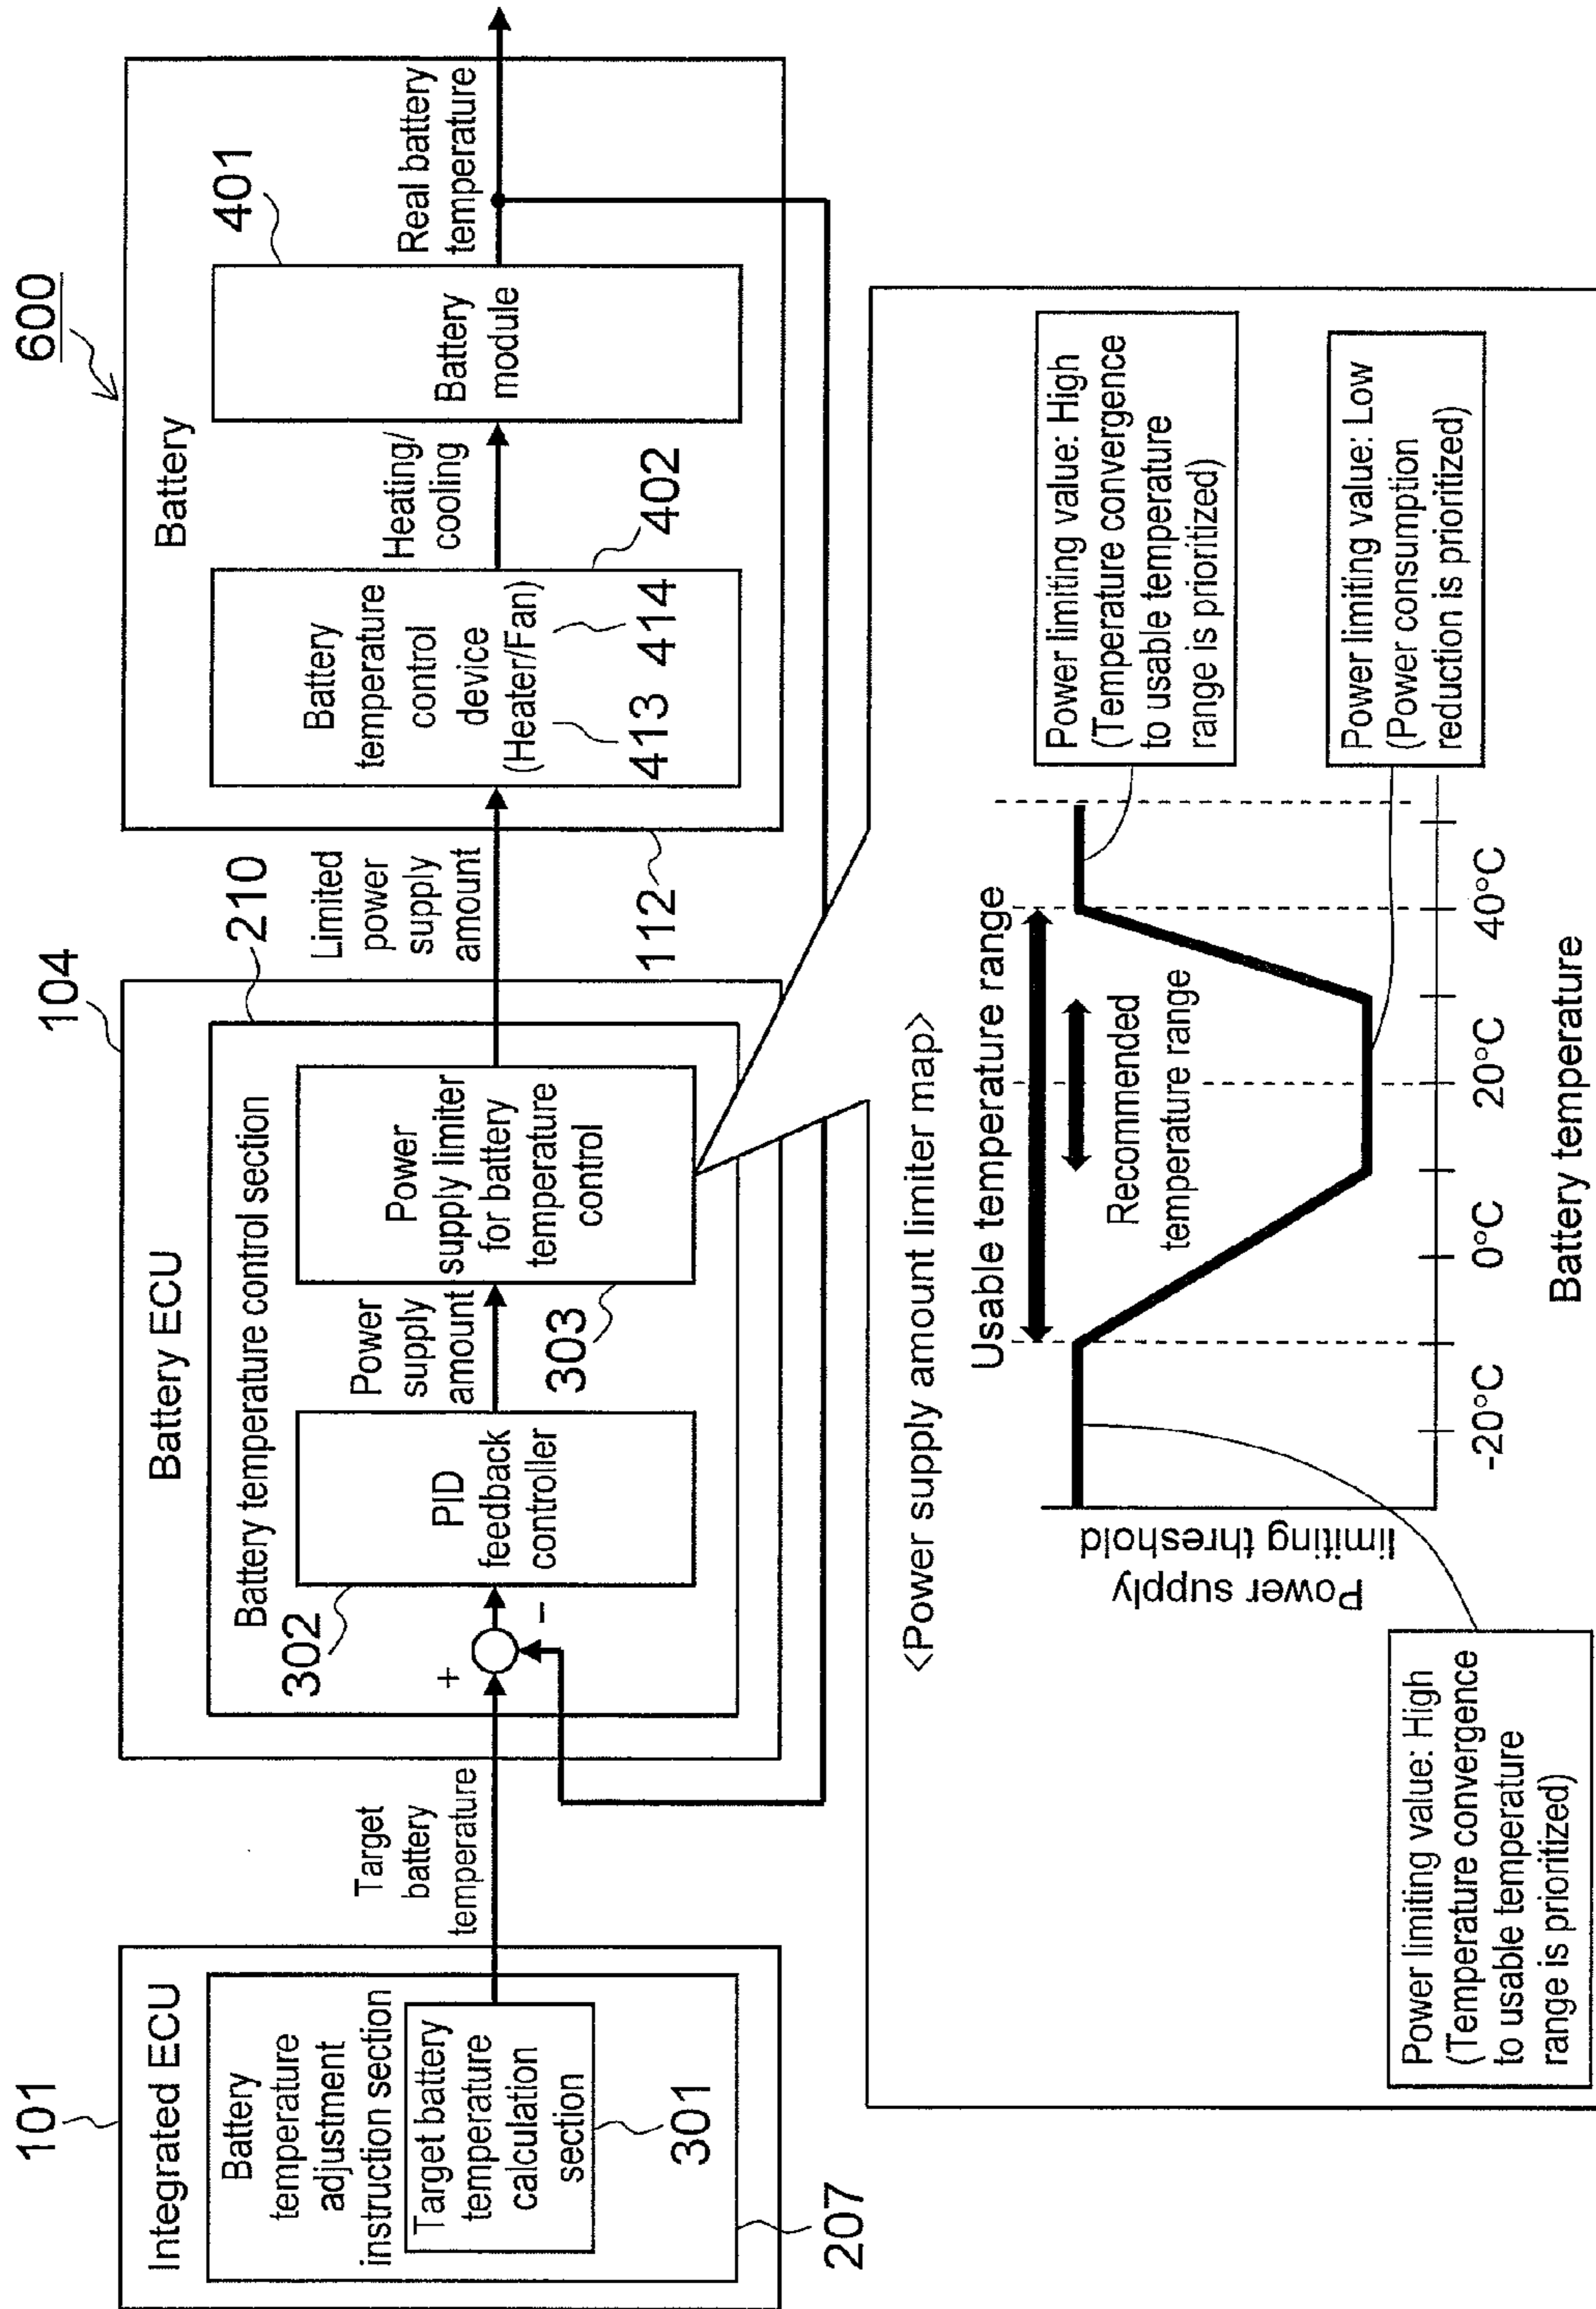 600
101
Integrated ECU
Battery
temperature
adjustment
instruction section
Target battery
temperature
calculation
section
301
207
Target
battery
temperature
104
Battery ECU
210
Battery temperature control section
302
+
-
PID
feedback
controller
Power
supply
amount
303
Power
supply limiter
for battery
temperature
control
Limited
power
supply
amount
112
Battery
Battery
temperature
control
device
(Heater/Fan)
413
414
402
Heating/
cooling
401
Battery
module
Real battery
temperature
<Power supply amount limiter map>
Usable temperature range
Recommended
temperature range
Power supply
limiting threshold
-20°C
0°C
20°C
40°C
Battery temperature
Power limiting value: High
(Temperature convergence
to usable temperature
range is prioritized)
Power limiting value: High
(Temperature convergence
to usable temperature
range is prioritized)
Power limiting value: Low
(Power consumption
reduction is prioritized)